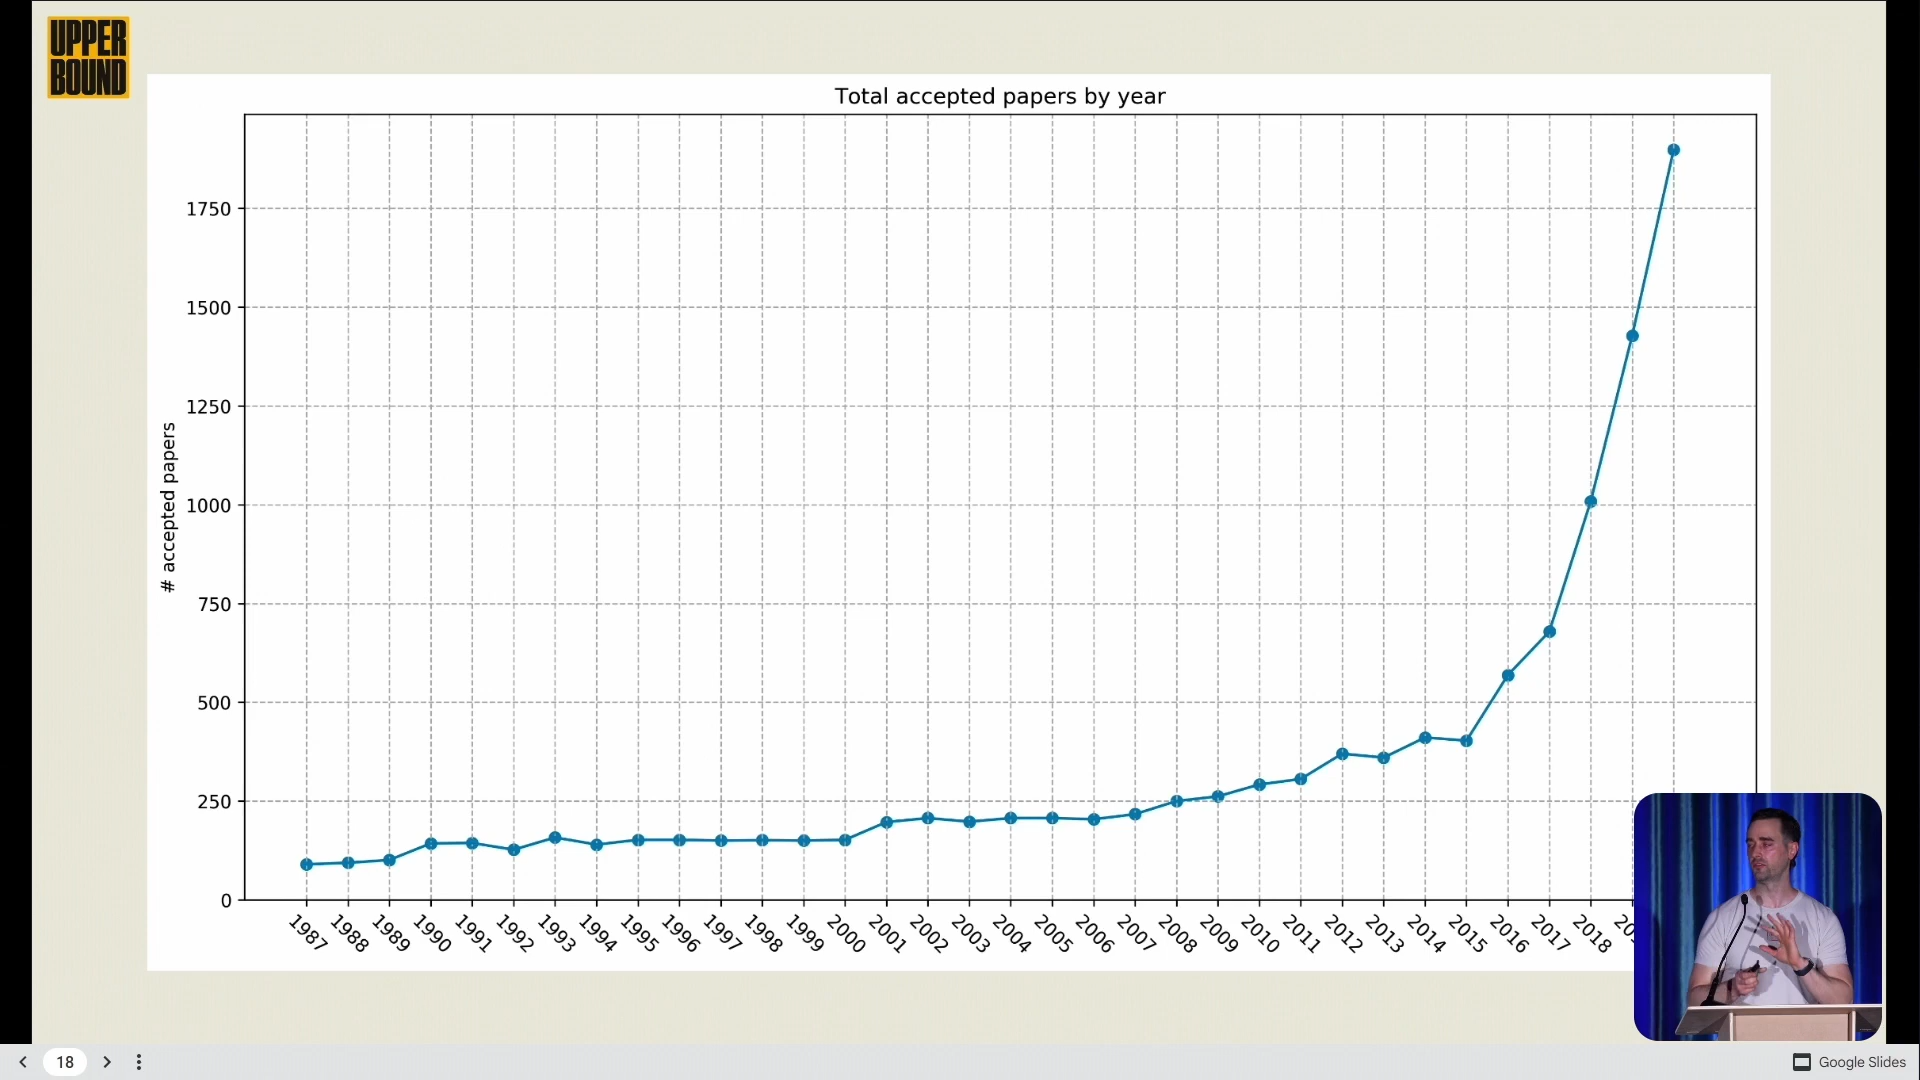 UPPER
BOUND
Total accepted papers by year
# accepted papers
1750
1500
1250
1000
750
500
250
0
1987 1988 1989 1990 1991 1992 1993 1994 1995 1996 1997 1998 1999 2000 2001 2002 2003 2004 2005 2006 2007 2008 2009 2010 2011 2012 2013 2014 2015 2016 2017 2018
18
Google Slides